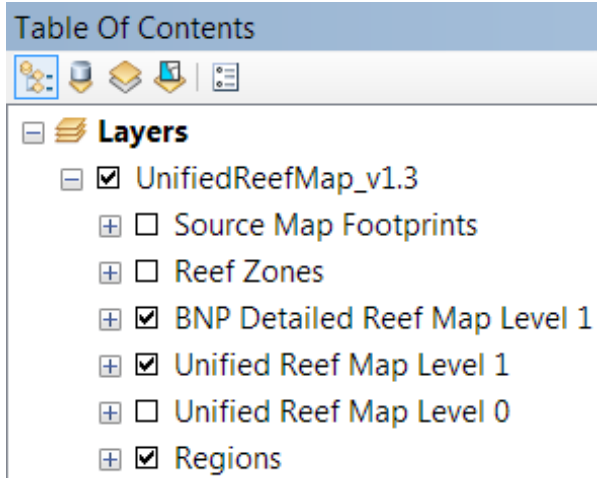 Table Of Contents
Layers
UnifiedReefMap_v1.3
Source Map Footprints
Reef Zones
BNP Detailed Reef Map Level 1
Unified Reef Map Level 1
Unified Reef Map Level 0
Regions